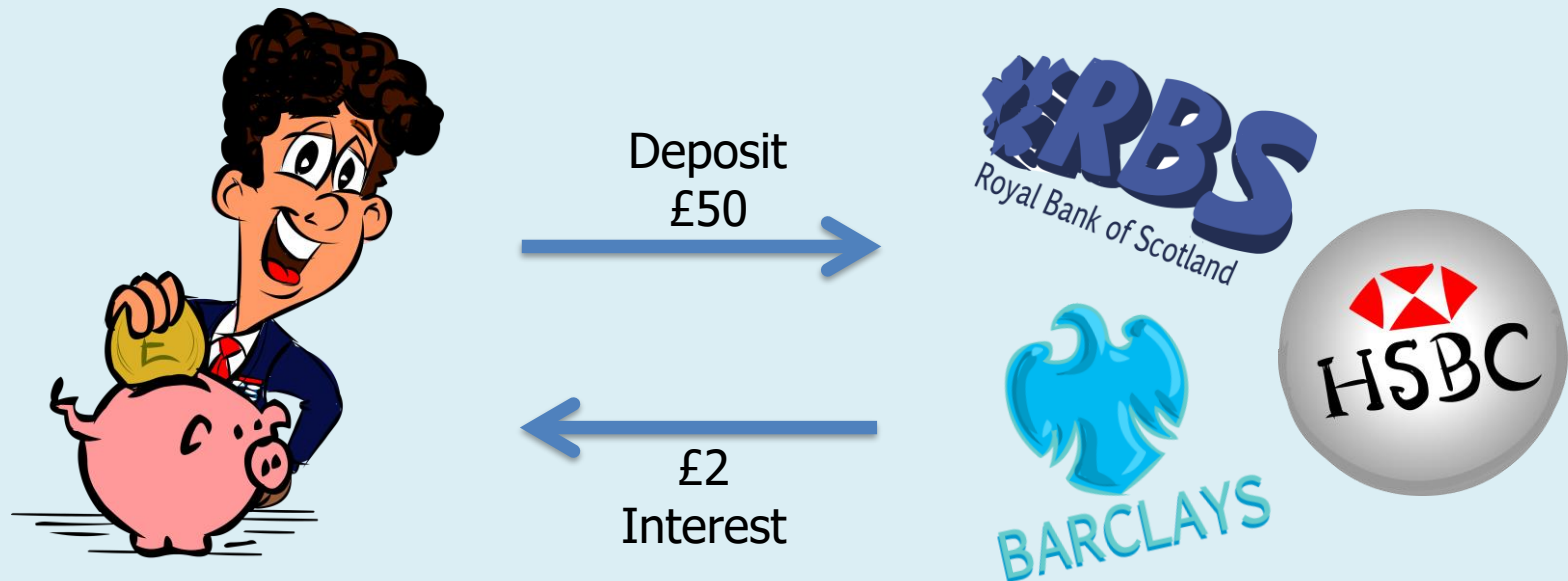 Deposit
£50
£2
Interest
RBS
Royal Bank of Scotland
HSBC
BARCLAYS
E